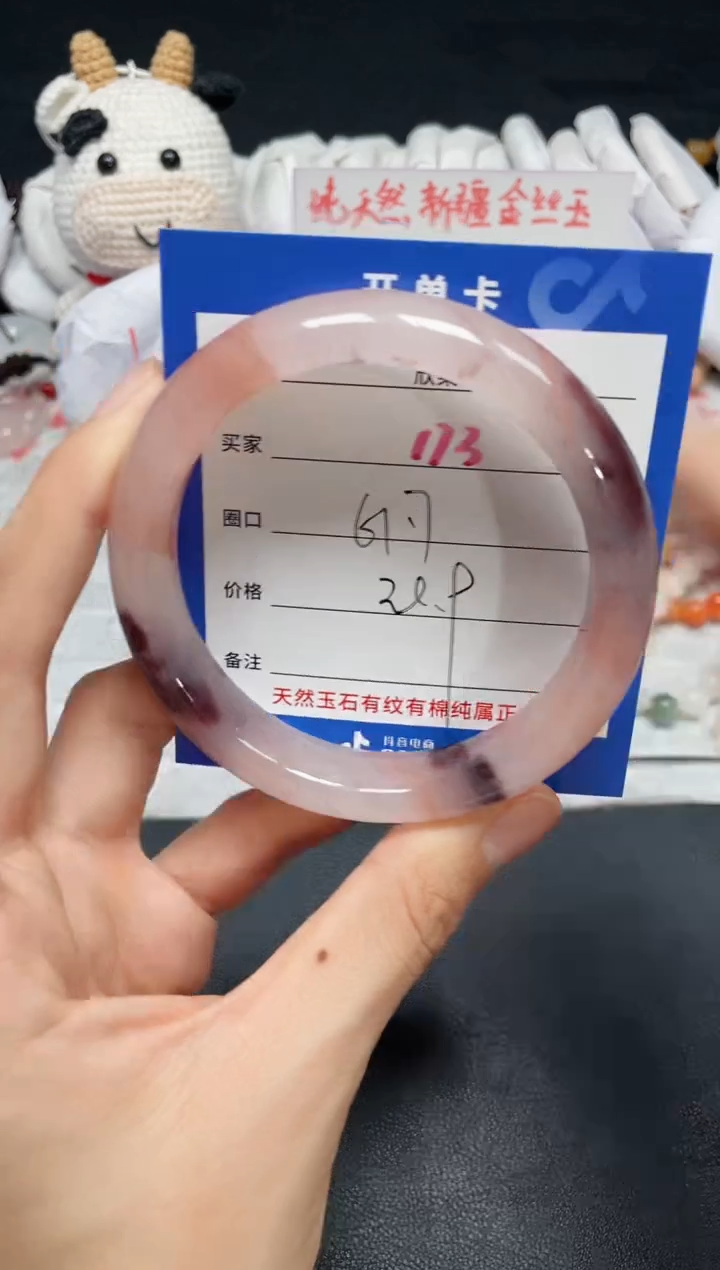 纯天然新疆金丝玉
开单卡
买家 173
圈口
价格
备注
天然玉石有纹有棉纯属正
抖音电商